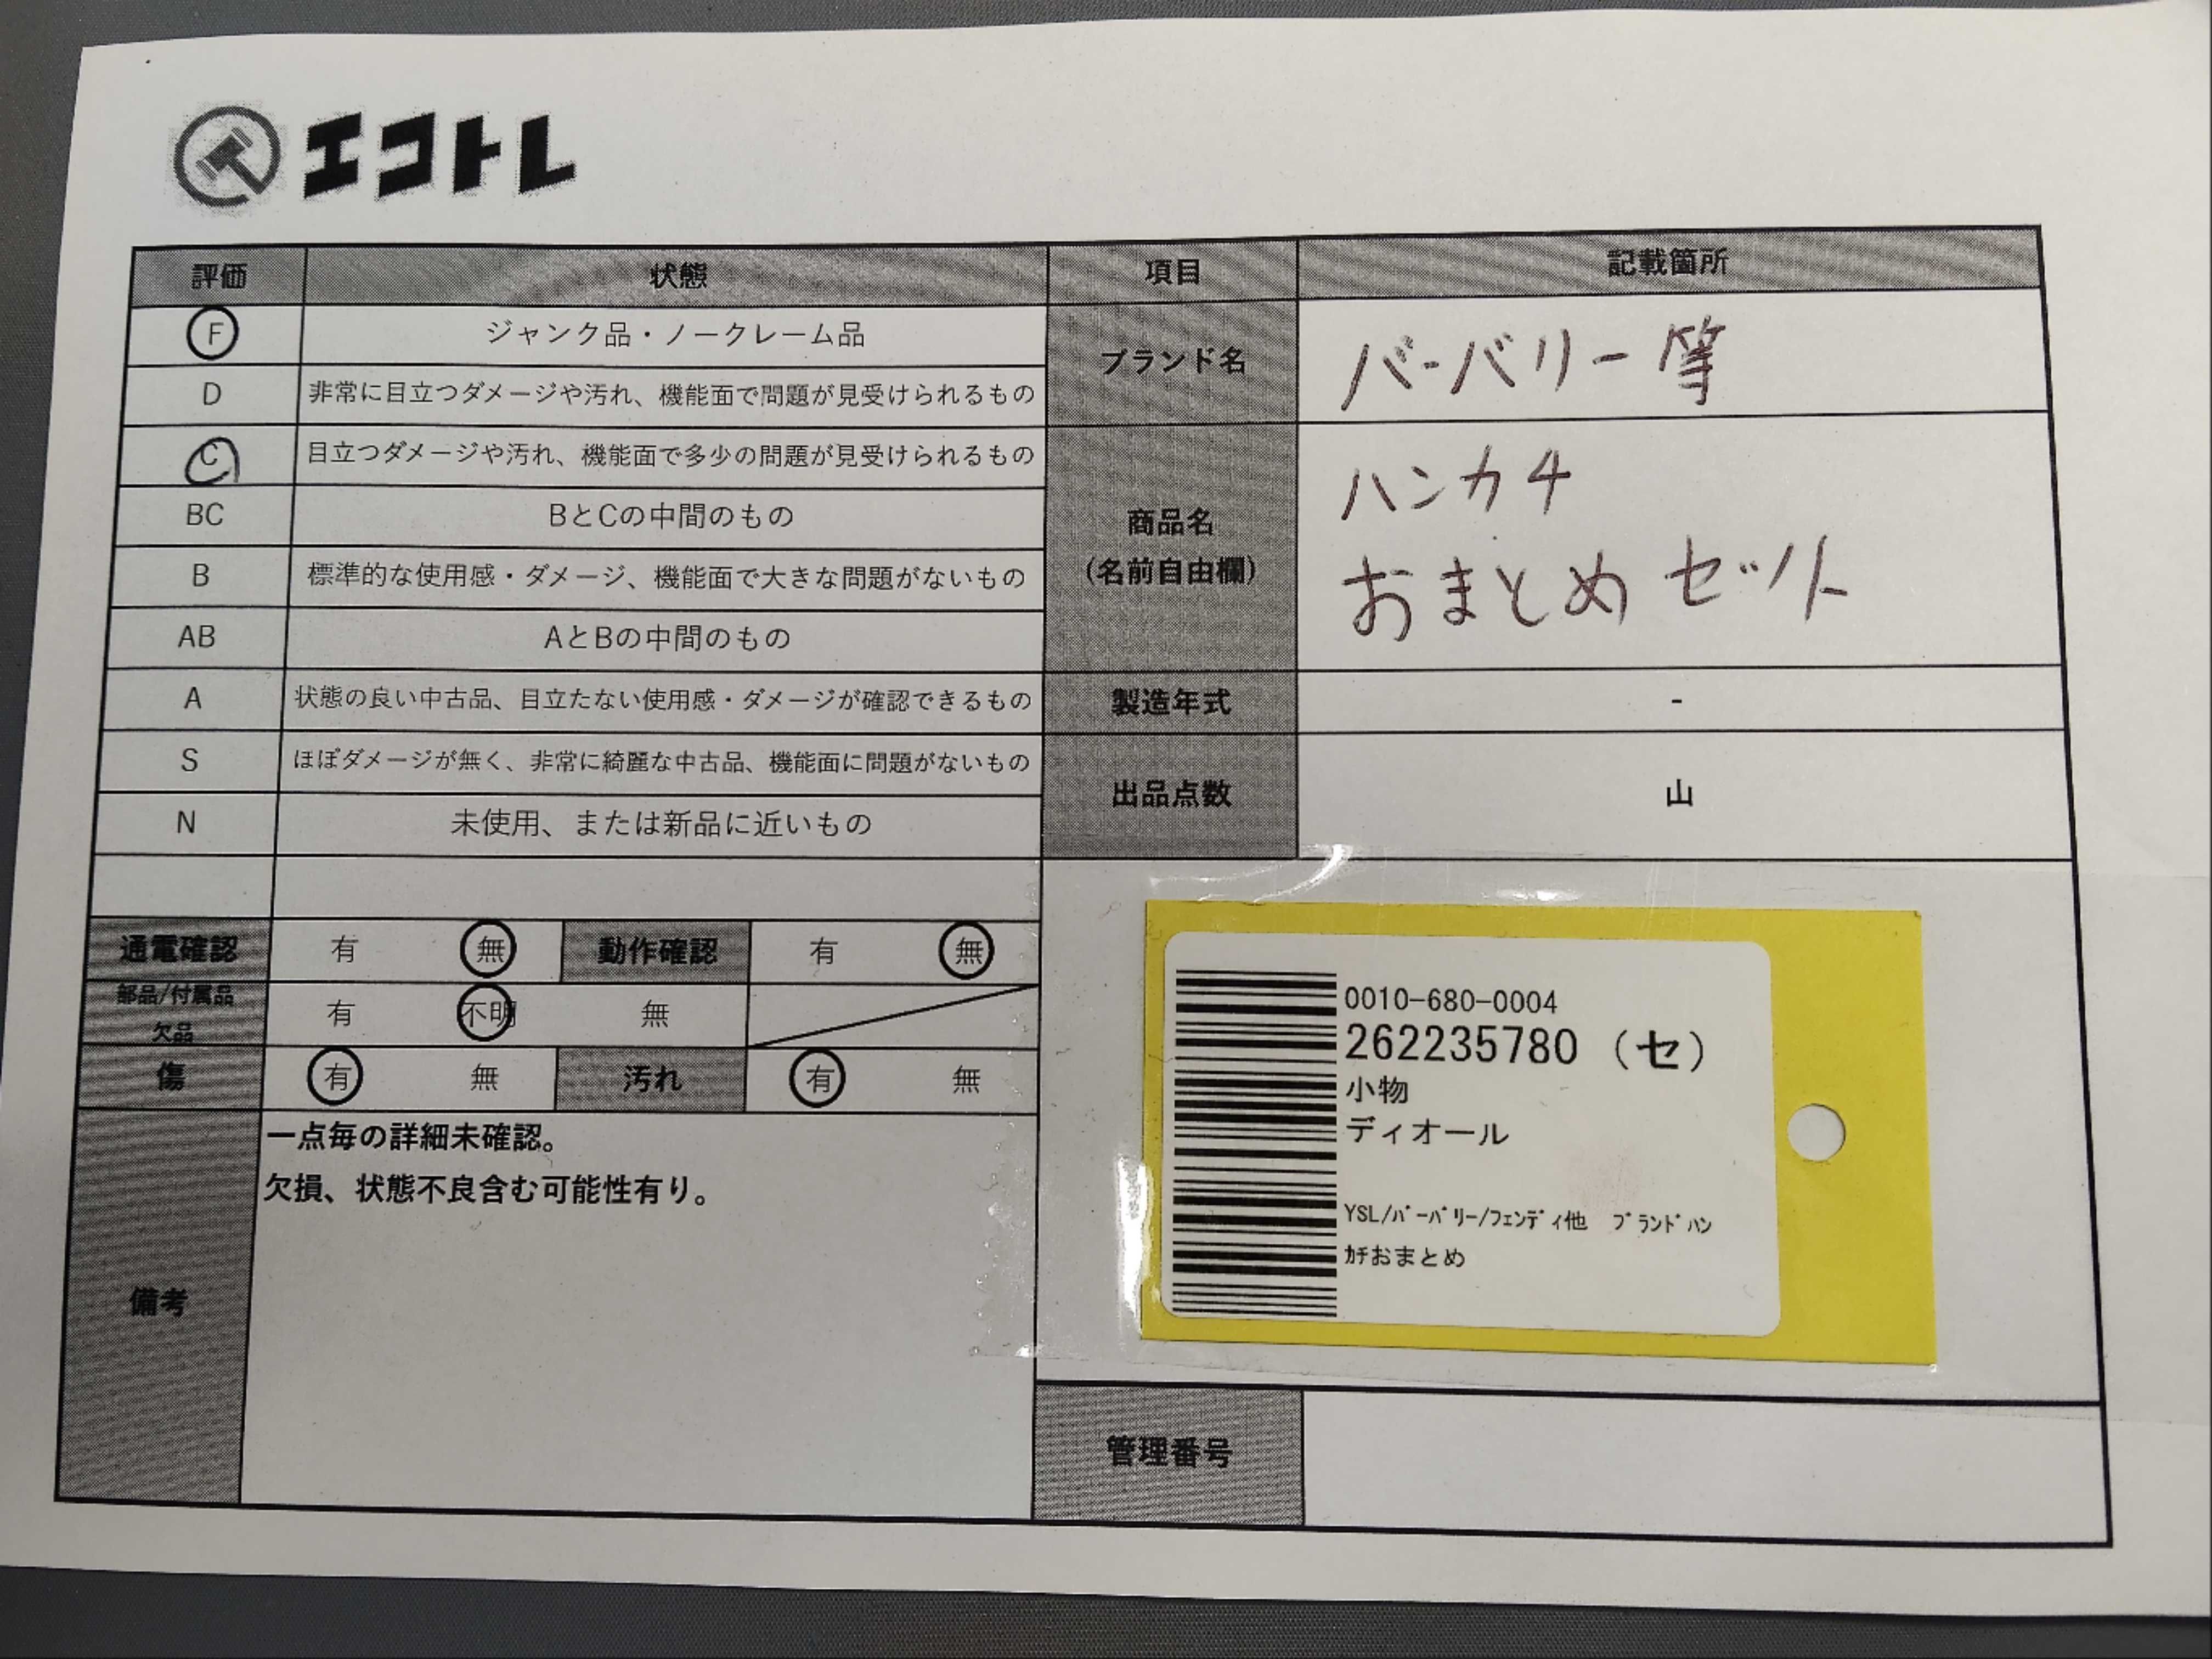 エコトレ
評価 状態 項目 記載箇所
F ジャンク品・ノークレーム品
D 非常に目立つダメージや汚れ、機能面で問題が見受けられるもの
C 目立つダメージや汚れ、機能面で多少の問題が見受けられるもの
BC BとCの中間のもの
B 標準的な使用感・ダメージ、機能面で大きな問題がないもの
AB AとBの中間のもの
A 状態の良い中古品、目立たない使用感・ダメージが確認できるもの
S ほぼダメージが無く、非常に綺麗な中古品、機能面に問題がないもの
N 未使用、または新品に近いもの
ブランド名 バーバリー等
商品名
(名前自由欄)
ハンカチ
おまとめセット
製造年式 -
出品点数 山
通電確認 有 無 動作確認 有 無
部品/付属品
欠品
有 不明 無
傷 有 無 汚れ 有 無
備考
一点毎の詳細未確認。
欠損、状態不良含む可能性有り。
0010-680-0004
262235780（セ）
小物
ディオール
YSL/ﾊﾞｰﾊﾞﾘｰ/ﾌｪﾝﾃﾞｨ他 ﾌﾞﾗﾝﾄﾞﾊﾝ
ｶﾁおまとめ
管理番号